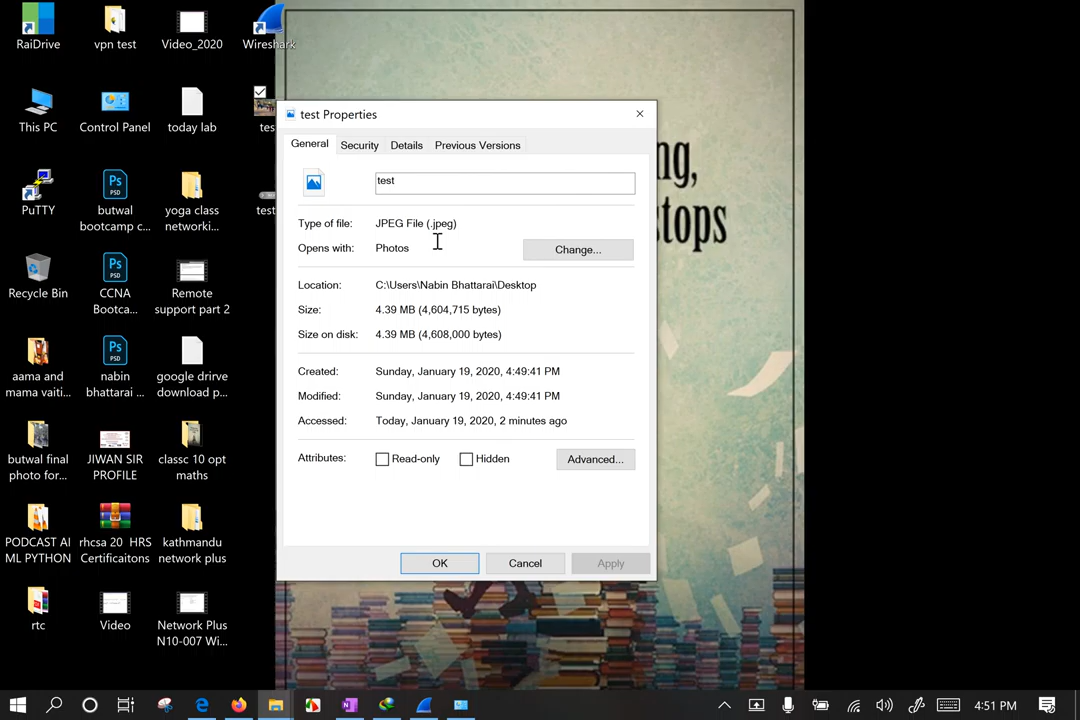 RaiDrive
vpn test
Video_2020
Wireshark
This PC
Control Panel
today lab
tes
PuTTY
butwal
bootcamp c...
yoga class
networki...
test
Recycle Bin
CCNA
Bootca...
Remote
support part 2
aama and
mama vaiti...
nabin
bhattarai ...
google drirve
download p...
butwal final
photo for...
JIWAN SIR
PROFILE
classc 10 opt
maths
PODCAST AI
ML PYTHON
rhcsa 20 HRS
Certificaitons
kathmandu
network plus
rtc
Video
Network Plus
N10-007 Wi...
ng,
stops
test Properties
General Security Details Previous Versions
test
Type of file: JPEG File (.jpeg)
Opens with: Photos Change...
Location: C:\Users\Nabin Bhattarai\Desktop
Size: 4.39 MB (4,604,715 bytes)
Size on disk: 4.39 MB (4,608,000 bytes)
Created: Sunday, January 19, 2020, 4:49:41 PM
Modified: Sunday, January 19, 2020, 4:49:41 PM
Accessed: Today, January 19, 2020, 2 minutes ago
Attributes: Read-only Hidden Advanced...
OK Cancel Apply
4:51 PM